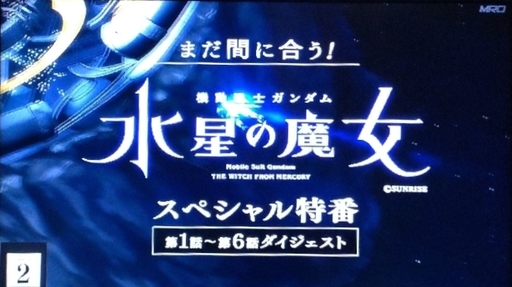 MRO
まだ間に合う!
機動戦士ガンダム
水星の魔女
Mobile Suit Gundam
THE WITCH FROM MERCURY
©SUNRISE
スペシャル特番
第1話~第6話ダイジェスト
2